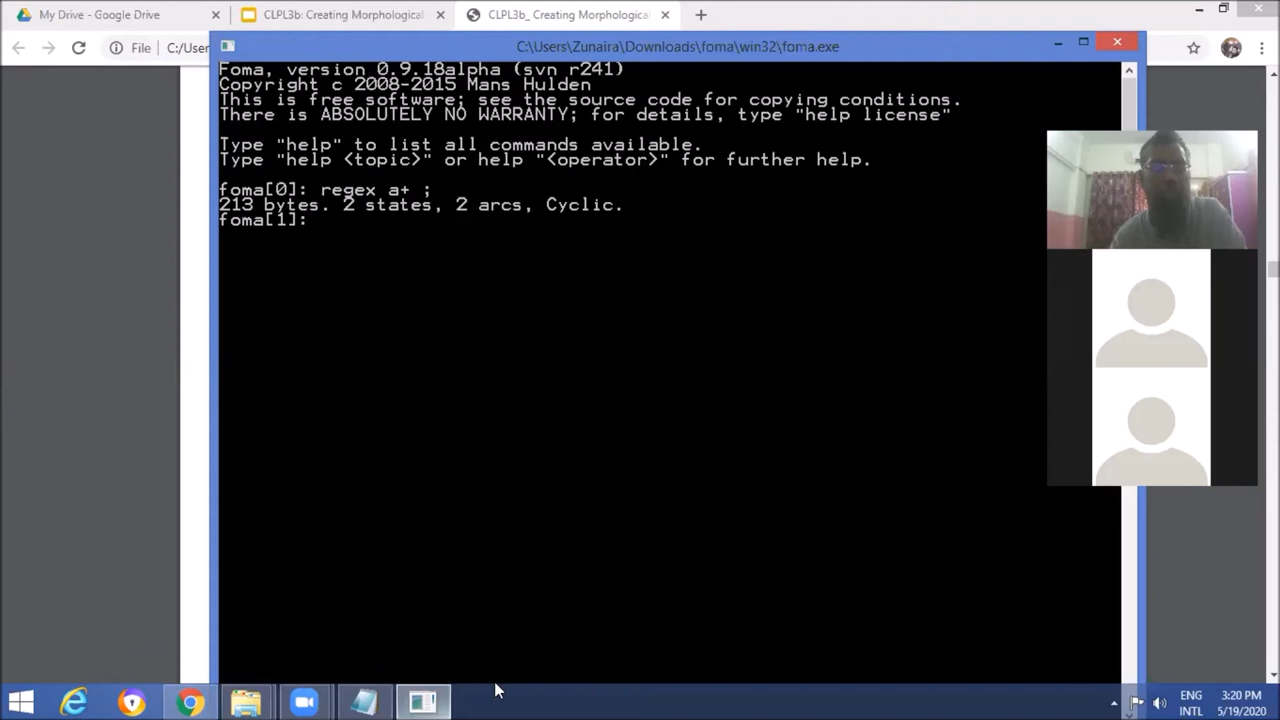 My Drive - Google Drive
CLPL3b: Creating Morphological
CLPL3b_ Creating Morphological
File
C:/Users
C:\Users\Zunaira\Downloads\foma\win32\foma.exe
Foma, version 0.9.18alpha (svn r241)
Copyright c 2008-2015 Mans Hulden
This is free software; see the source code for copying conditions.
There is ABSOLUTELY NO WARRANTY; for details, type "help license"
Type "help" to list all commands available.
Type "help <topic>" or help "<operator>" for further help.
foma[0]: regex a+ ;
213 bytes. 2 states, 2 arcs, Cyclic.
foma[1]:
ENG
3:20 PM
INTL
5/19/2020